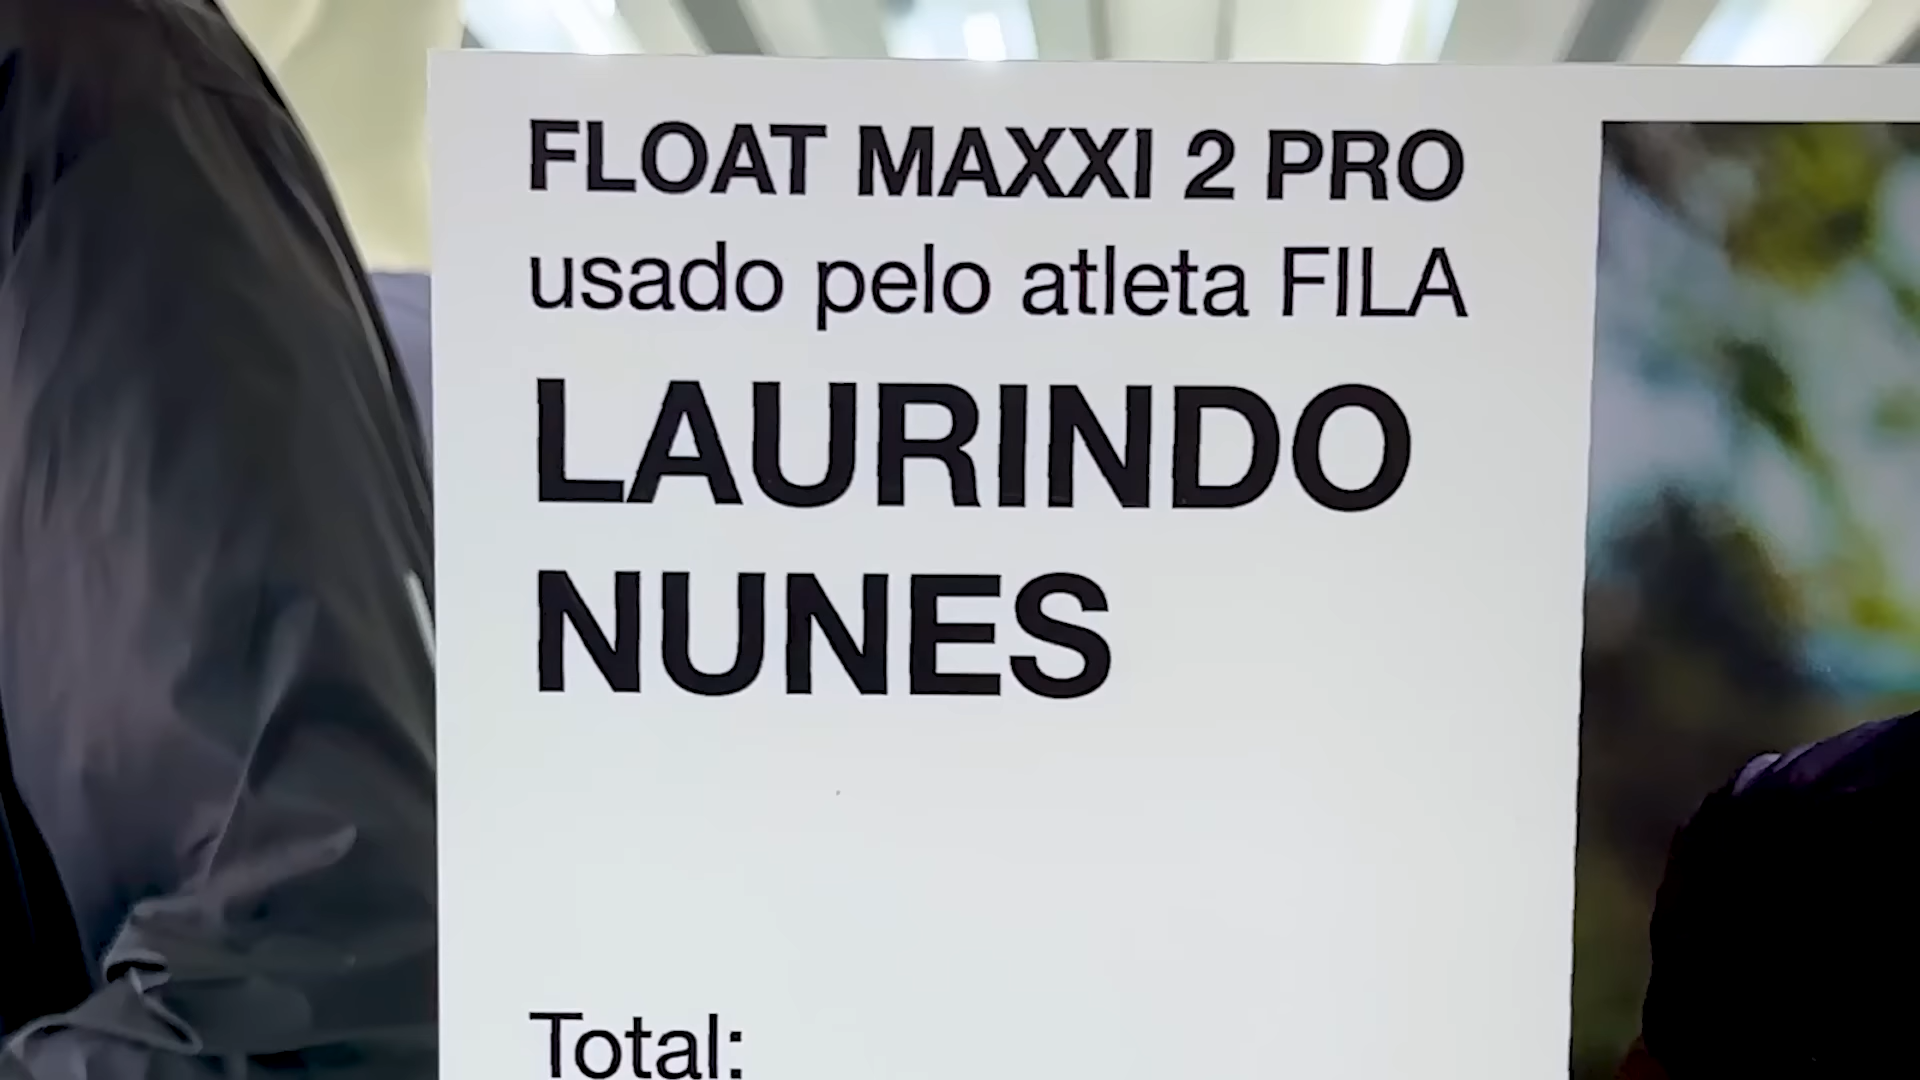 FLOAT MAXXI 2 PRO
usado pelo atleta FILA
LAURINDO
NUNES
Total: